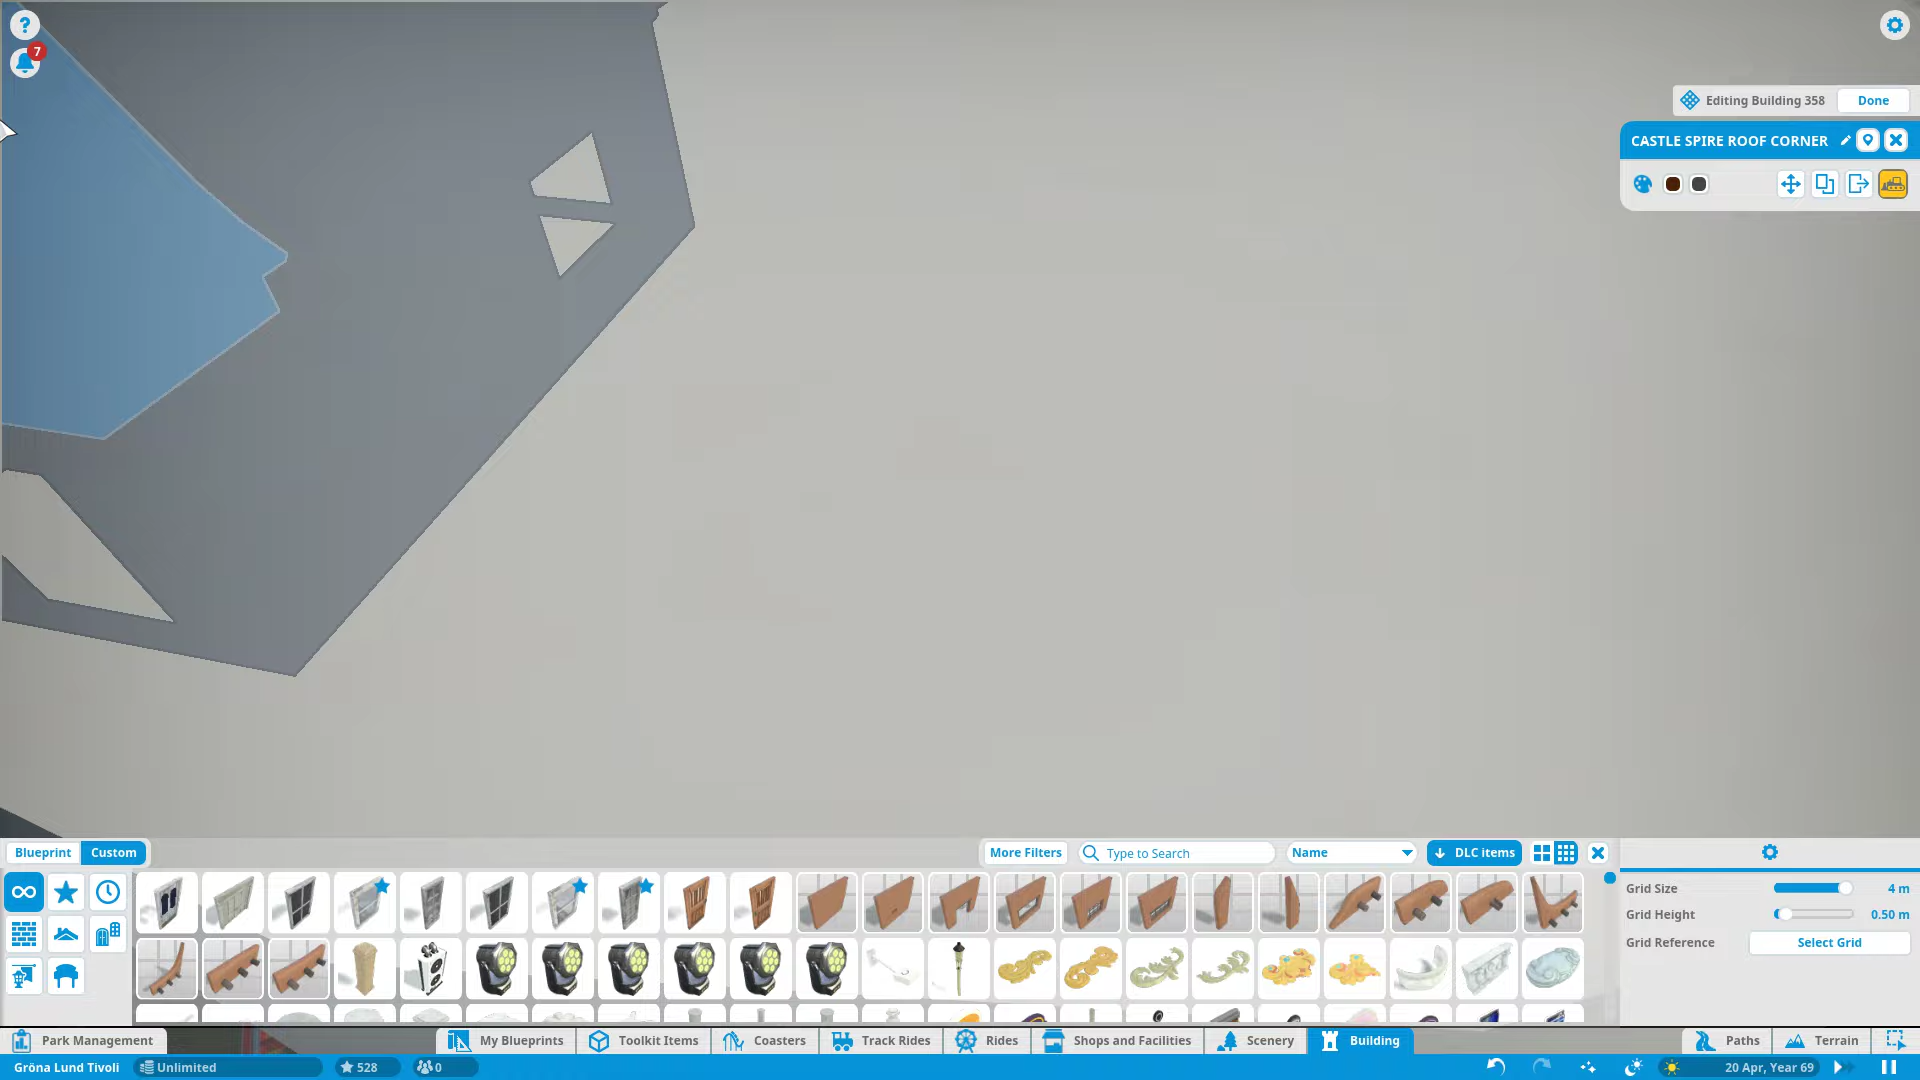 ?
7
Editing Building 358
Done
CASTLE SPIRE ROOF CORNER
Blueprint
Custom
More Filters
Type to Search
Name
DLC items
Grid Size
4 m
Grid Height
0.50 m
Grid Reference
Select Grid
Park Management
My Blueprints
Toolkit Items
Coasters
Track Rides
Rides
Shops and Facilities
Scenery
Building
Paths
Terrain
Gröna Lund Tivoli
Unlimited
528
0
20 Apr, Year 69